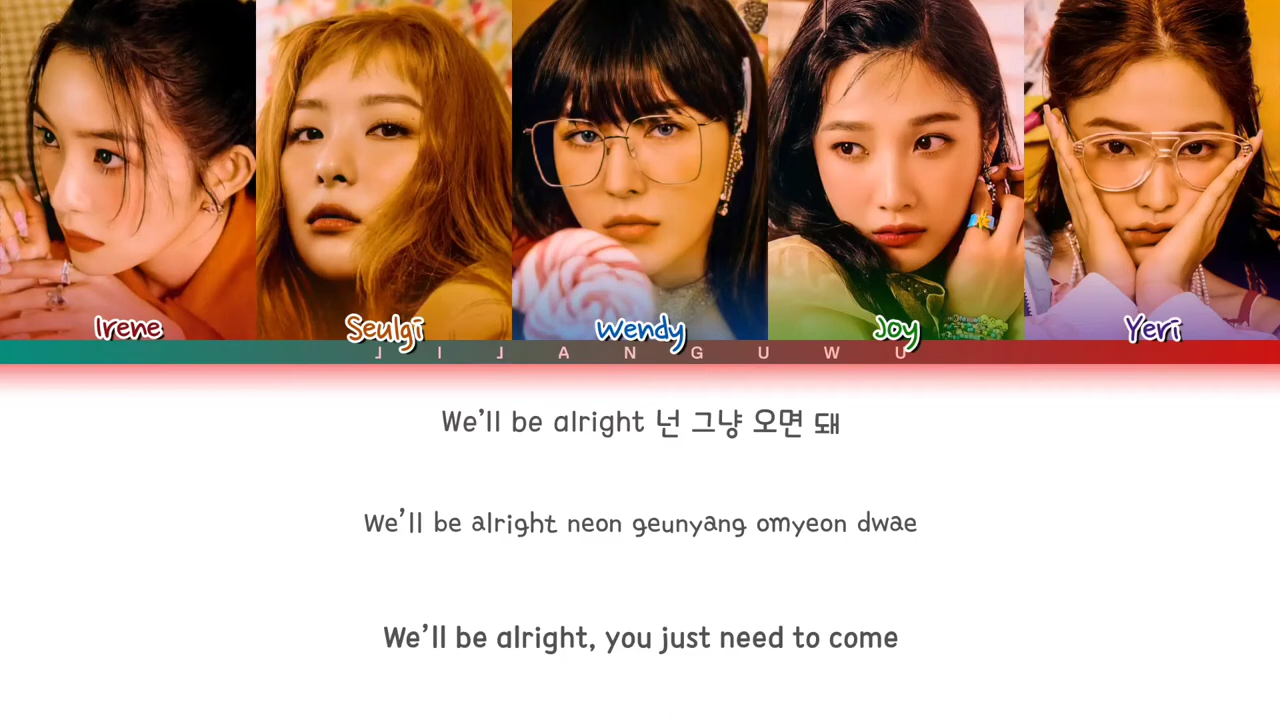 Irene Seulgi Wendy Joy Yeri
JIJANGUWU
We'll be alright 넌 그냥 오면 돼
We'll be alright neon geunyang omyeon dwae
We'll be alright, you just need to come